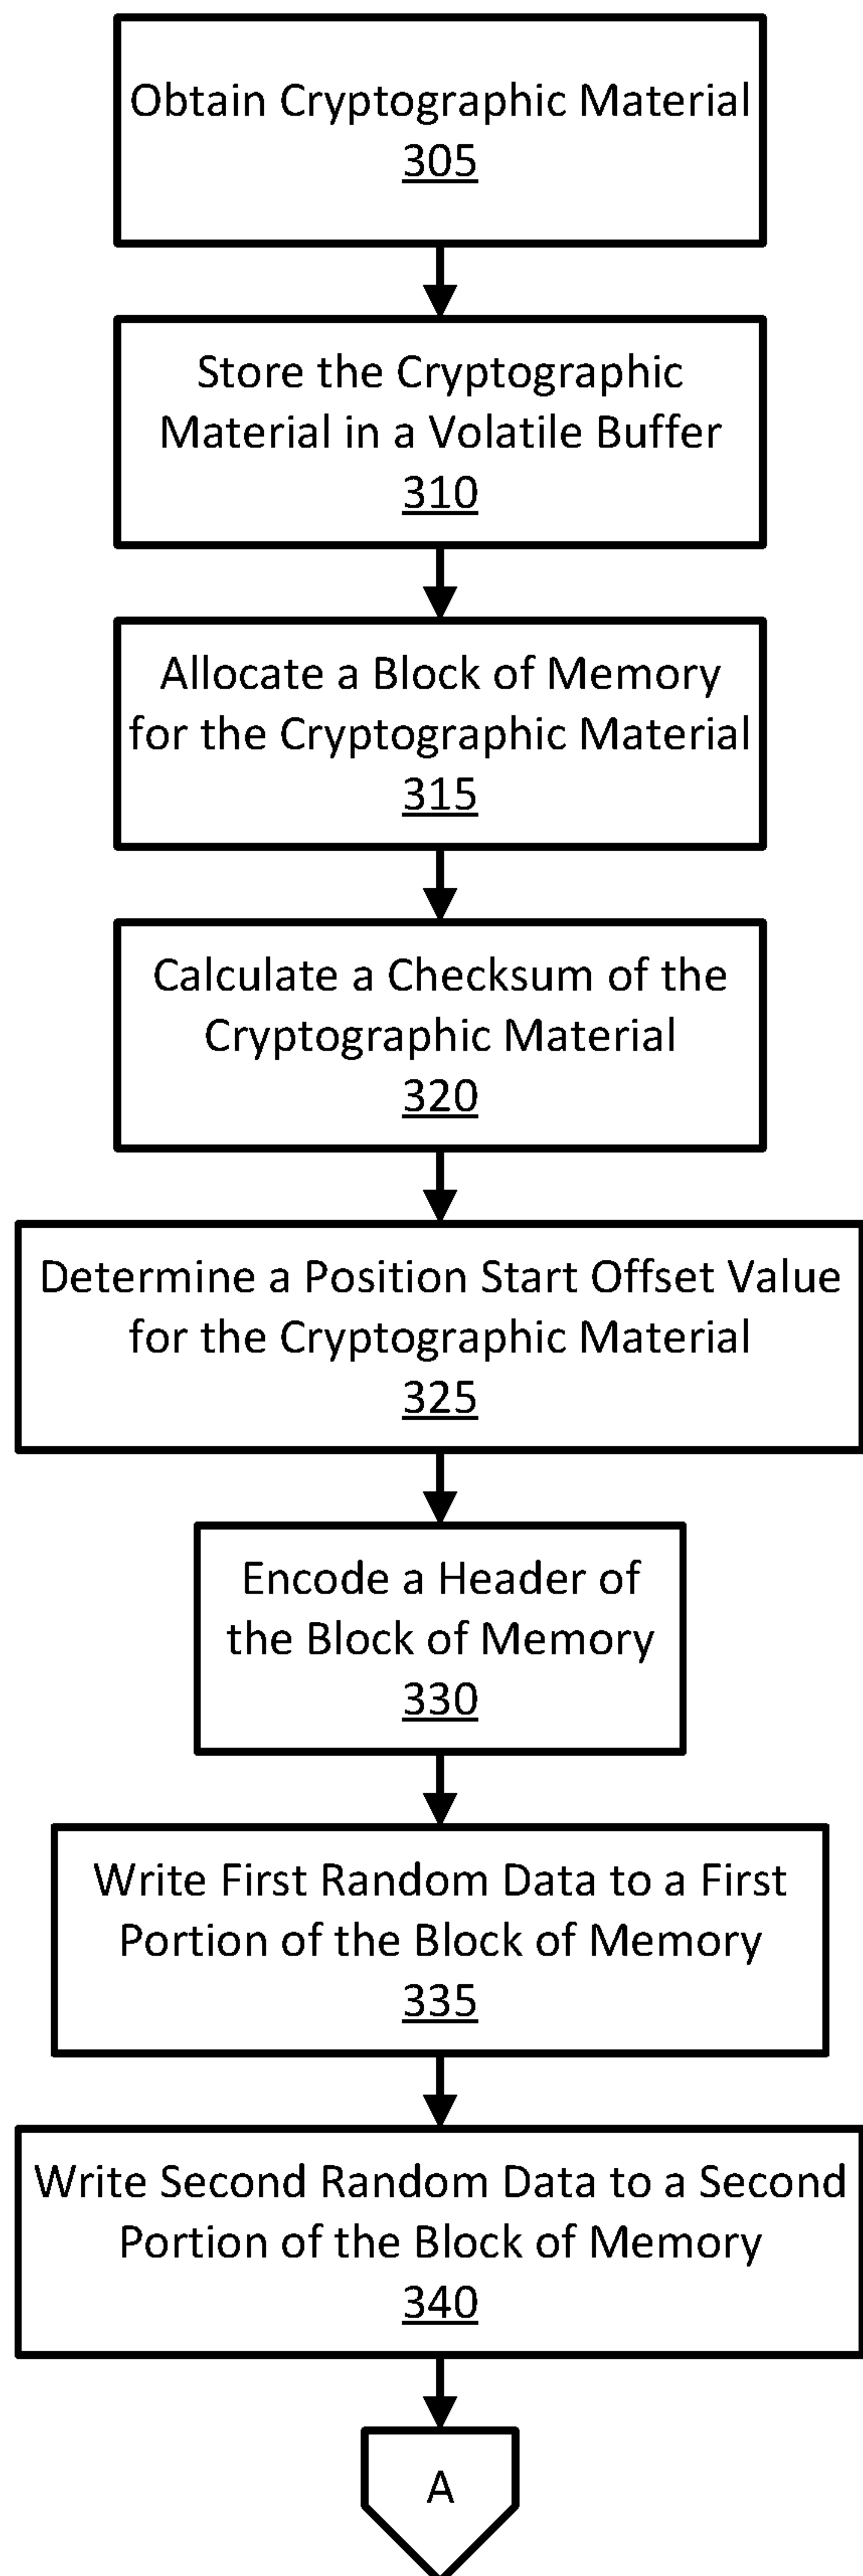 Obtain Cryptographic Material
305
Store the Cryptographic
Material in a Volatile Buffer
310
Allocate a Block of Memory
for the Cryptographic Material
315
Calculate a Checksum of the
Cryptographic Material
320
Determine a Position Start Offset Value
for the Cryptographic Material
325
Encode a Header of
the Block of Memory
330
Write First Random Data to a First
Portion of the Block of Memory
335
Write Second Random Data to a Second
Portion of the Block of Memory
340
A